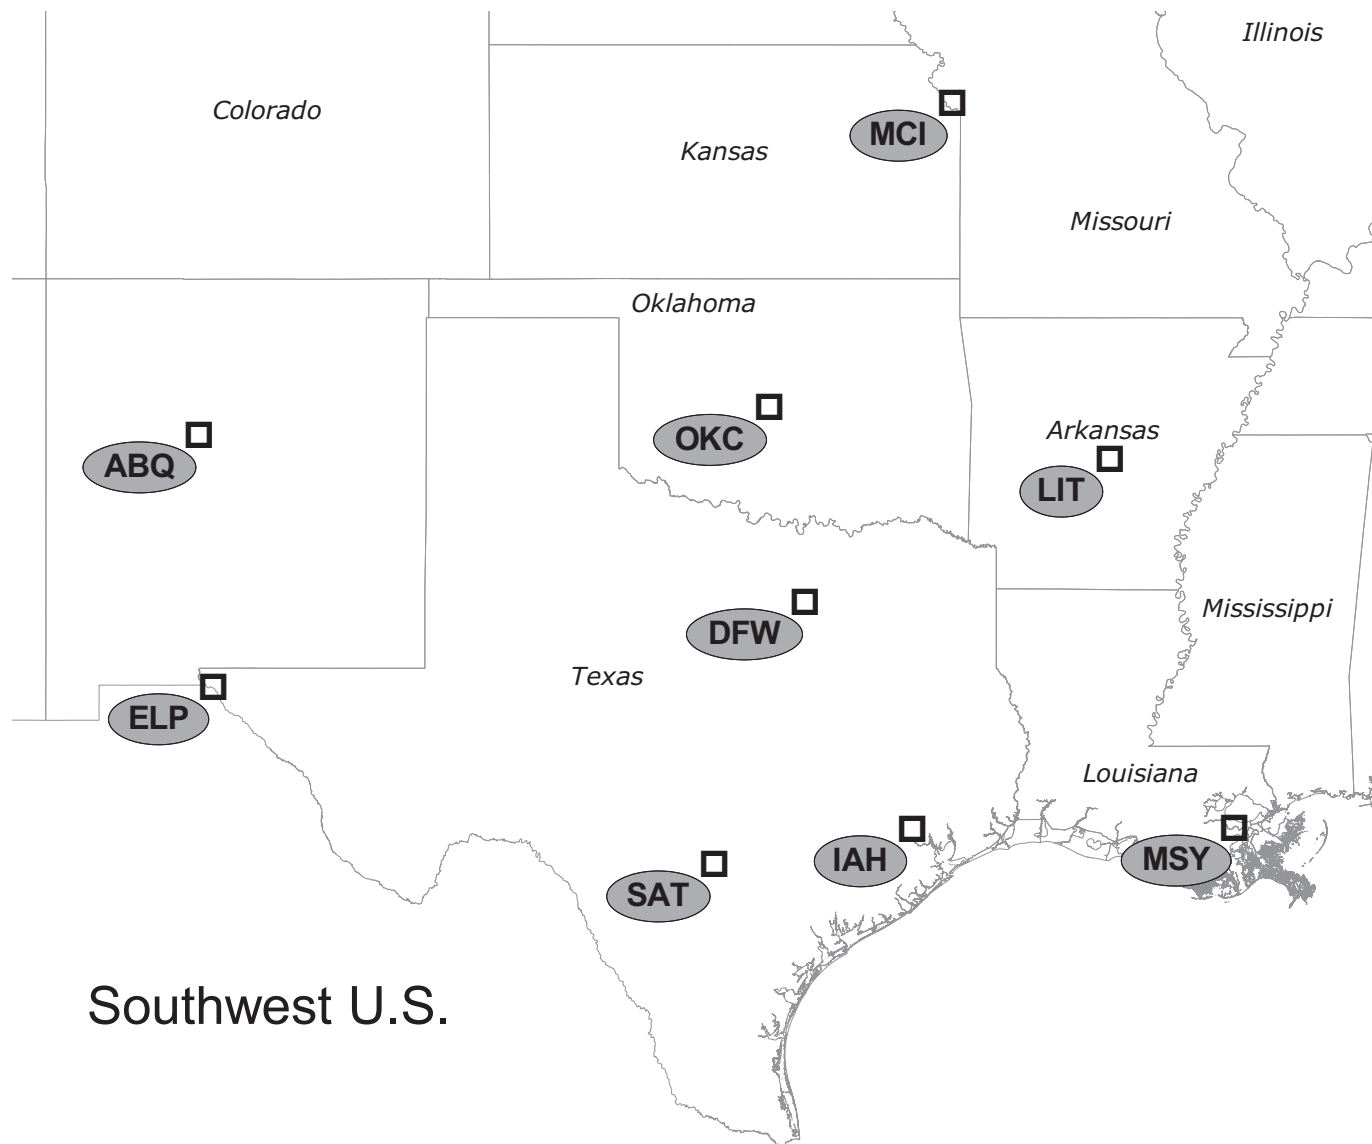 Illinois
Colorado
MCI
Kansas
Missouri
Oklahoma
Arkansas
OKC
ABQ
LIT
Mississippi
DFW
Texas
ELP
Louisiana
IAH
MSY
SAT
Southwest U.S.